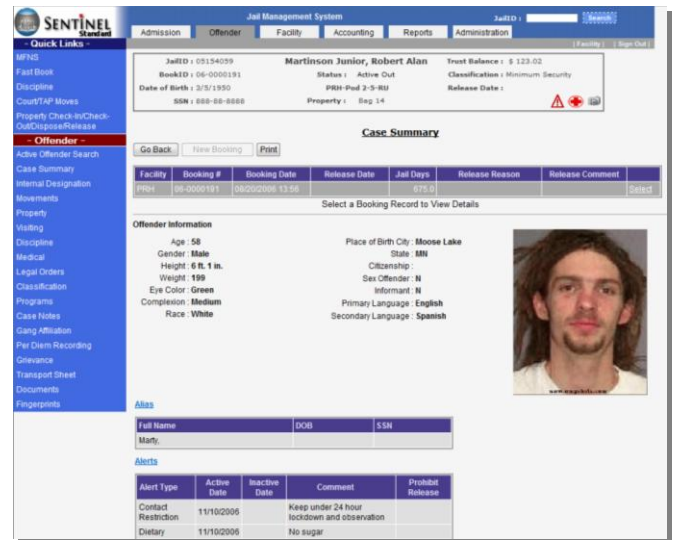 SENTINEL
Standard
Jail Management System
JailID :
Search
Admission Offender Facility Accounting Reports Administration
| Facility | | Sign Out |
- Quick Links -
MFNS
Fast Book
Discipline
Court/TAP Moves
Property Check-In/Check-
Out/Dispose/Release
- Offender -
Active Offender Search
Case Summary
Internal Designation
Movements
Property
Visiting
Discipline
Medical
Legal Orders
Classification
Programs
Case Notes
Gang Affiliation
Per Diem Recording
Grievance
Transport Sheet
Documents
Fingerprints
JailID : 05154059 Martinson Junior, Robert Alan Trust Balance : $ 123.02
BookID : 06-0000191 Status : Active Out Classification : Minimum Security
Date of Birth : 2/5/1950 PRH-Pod 2-5-RU Release Date :
SSN : 888-88-8888 Property : Bag 14
Case Summary
Go Back New Booking Print
Facility Booking # Booking Date Release Date Jail Days Release Reason Release Comment
PRH 06-0000191 08/20/2006 13:56 675.0 Select
Select a Booking Record to View Details
Offender Information
Age : 58 Place of Birth City : Moose Lake
Gender : Male State : MN
Height : 6 ft. 1 in. Citizenship :
Weight : 199 Sex Offender : N
Eye Color : Green Informant : N
Complexion : Medium Primary Language : English
Race : White Secondary Language : Spanish
Alias
Full Name DOB SSN
Marty,
Alerts
Alert Type Active Date Inactive Date Comment Prohibit Release
Contact Restriction 11/10/2006 Keep under 24 hour lockdown and observation
Dietary 11/10/2006 No sugar